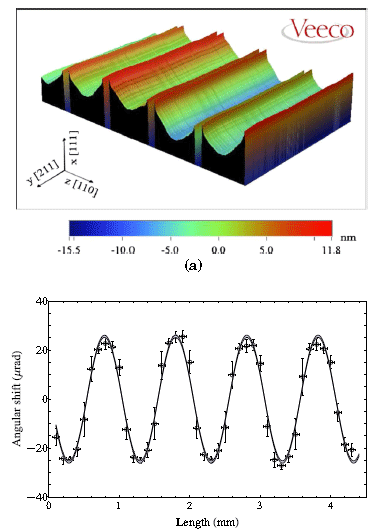 Veeco
x [111]
y [211]
z [110]
nm
-15.5 -10.0 -5.0 0.0 5.0 11.8
(a)
40
20
0
−20
−40
Angular shift (μrad)
0 1 2 3 4
Length (mm)